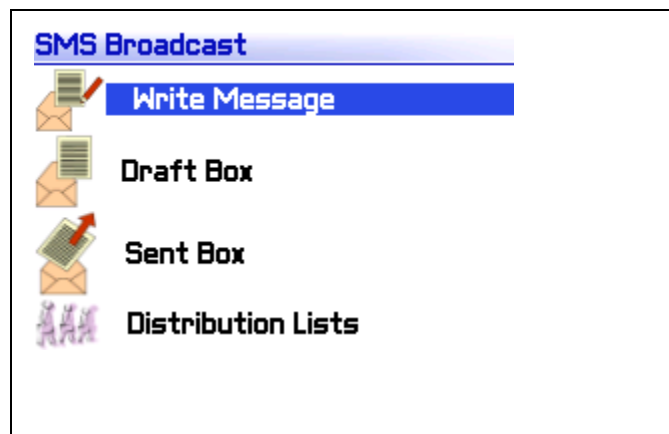 SMS Broadcast
Write Message
Draft Box
Sent Box
Distribution Lists